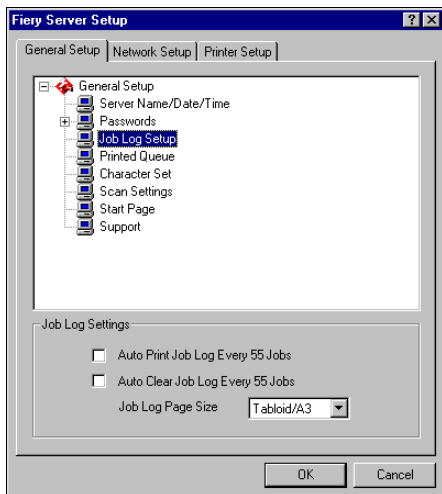 Fiery Server Setup
General Setup Network Setup Printer Setup
General Setup
Server Name/Date/Time
Passwords
Job Log Setup
Printed Queue
Character Set
Scan Settings
Start Page
Support
Job Log Settings
Auto Print Job Log Every 55 Jobs
Auto Clear Job Log Every 55 Jobs
Job Log Page Size Tabloid/A3
OK Cancel